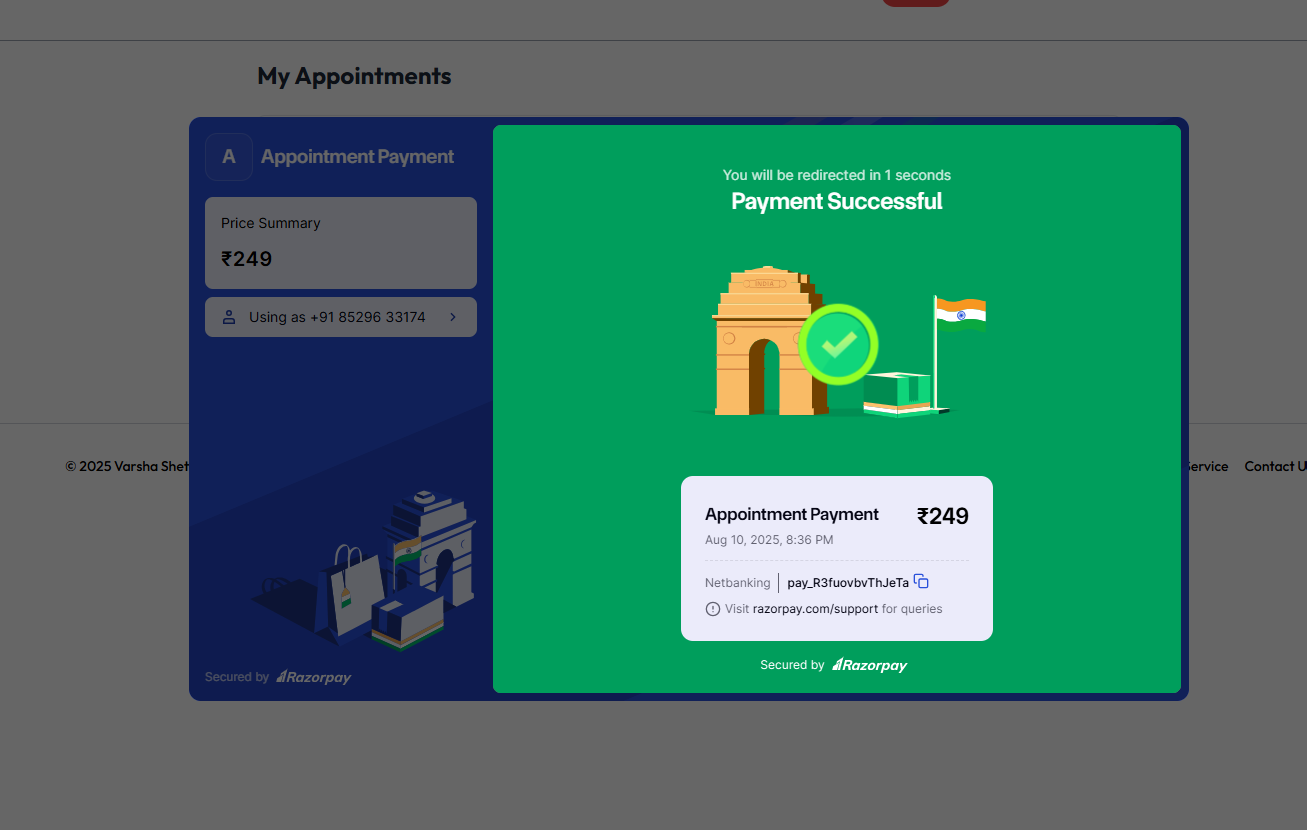 My Appointments
A
Appointment Payment
Price Summary
₹249
Using as +91 85296 33174
Secured by Razorpay
You will be redirected in 1 seconds
Payment Successful
INDIA
Appointment Payment ₹249
Aug 10, 2025, 8:36 PM
Netbanking pay_R3fuovbvThJeTa
Visit razorpay.com/support for queries
Secured by Razorpay
© 2025 Varsha Shet
Service Contact U